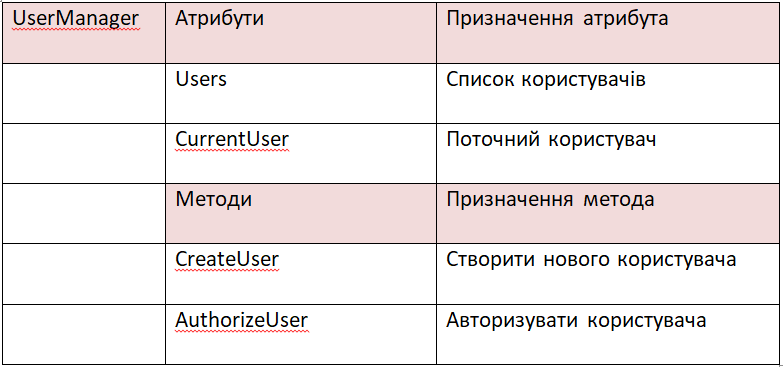 UserManager Атрибути Призначення атрибута
Users Список користувачів
CurrentUser Поточний користувач
Методи Призначення метода
CreateUser Створити нового користувача
AuthorizeUser Авторизувати користувача